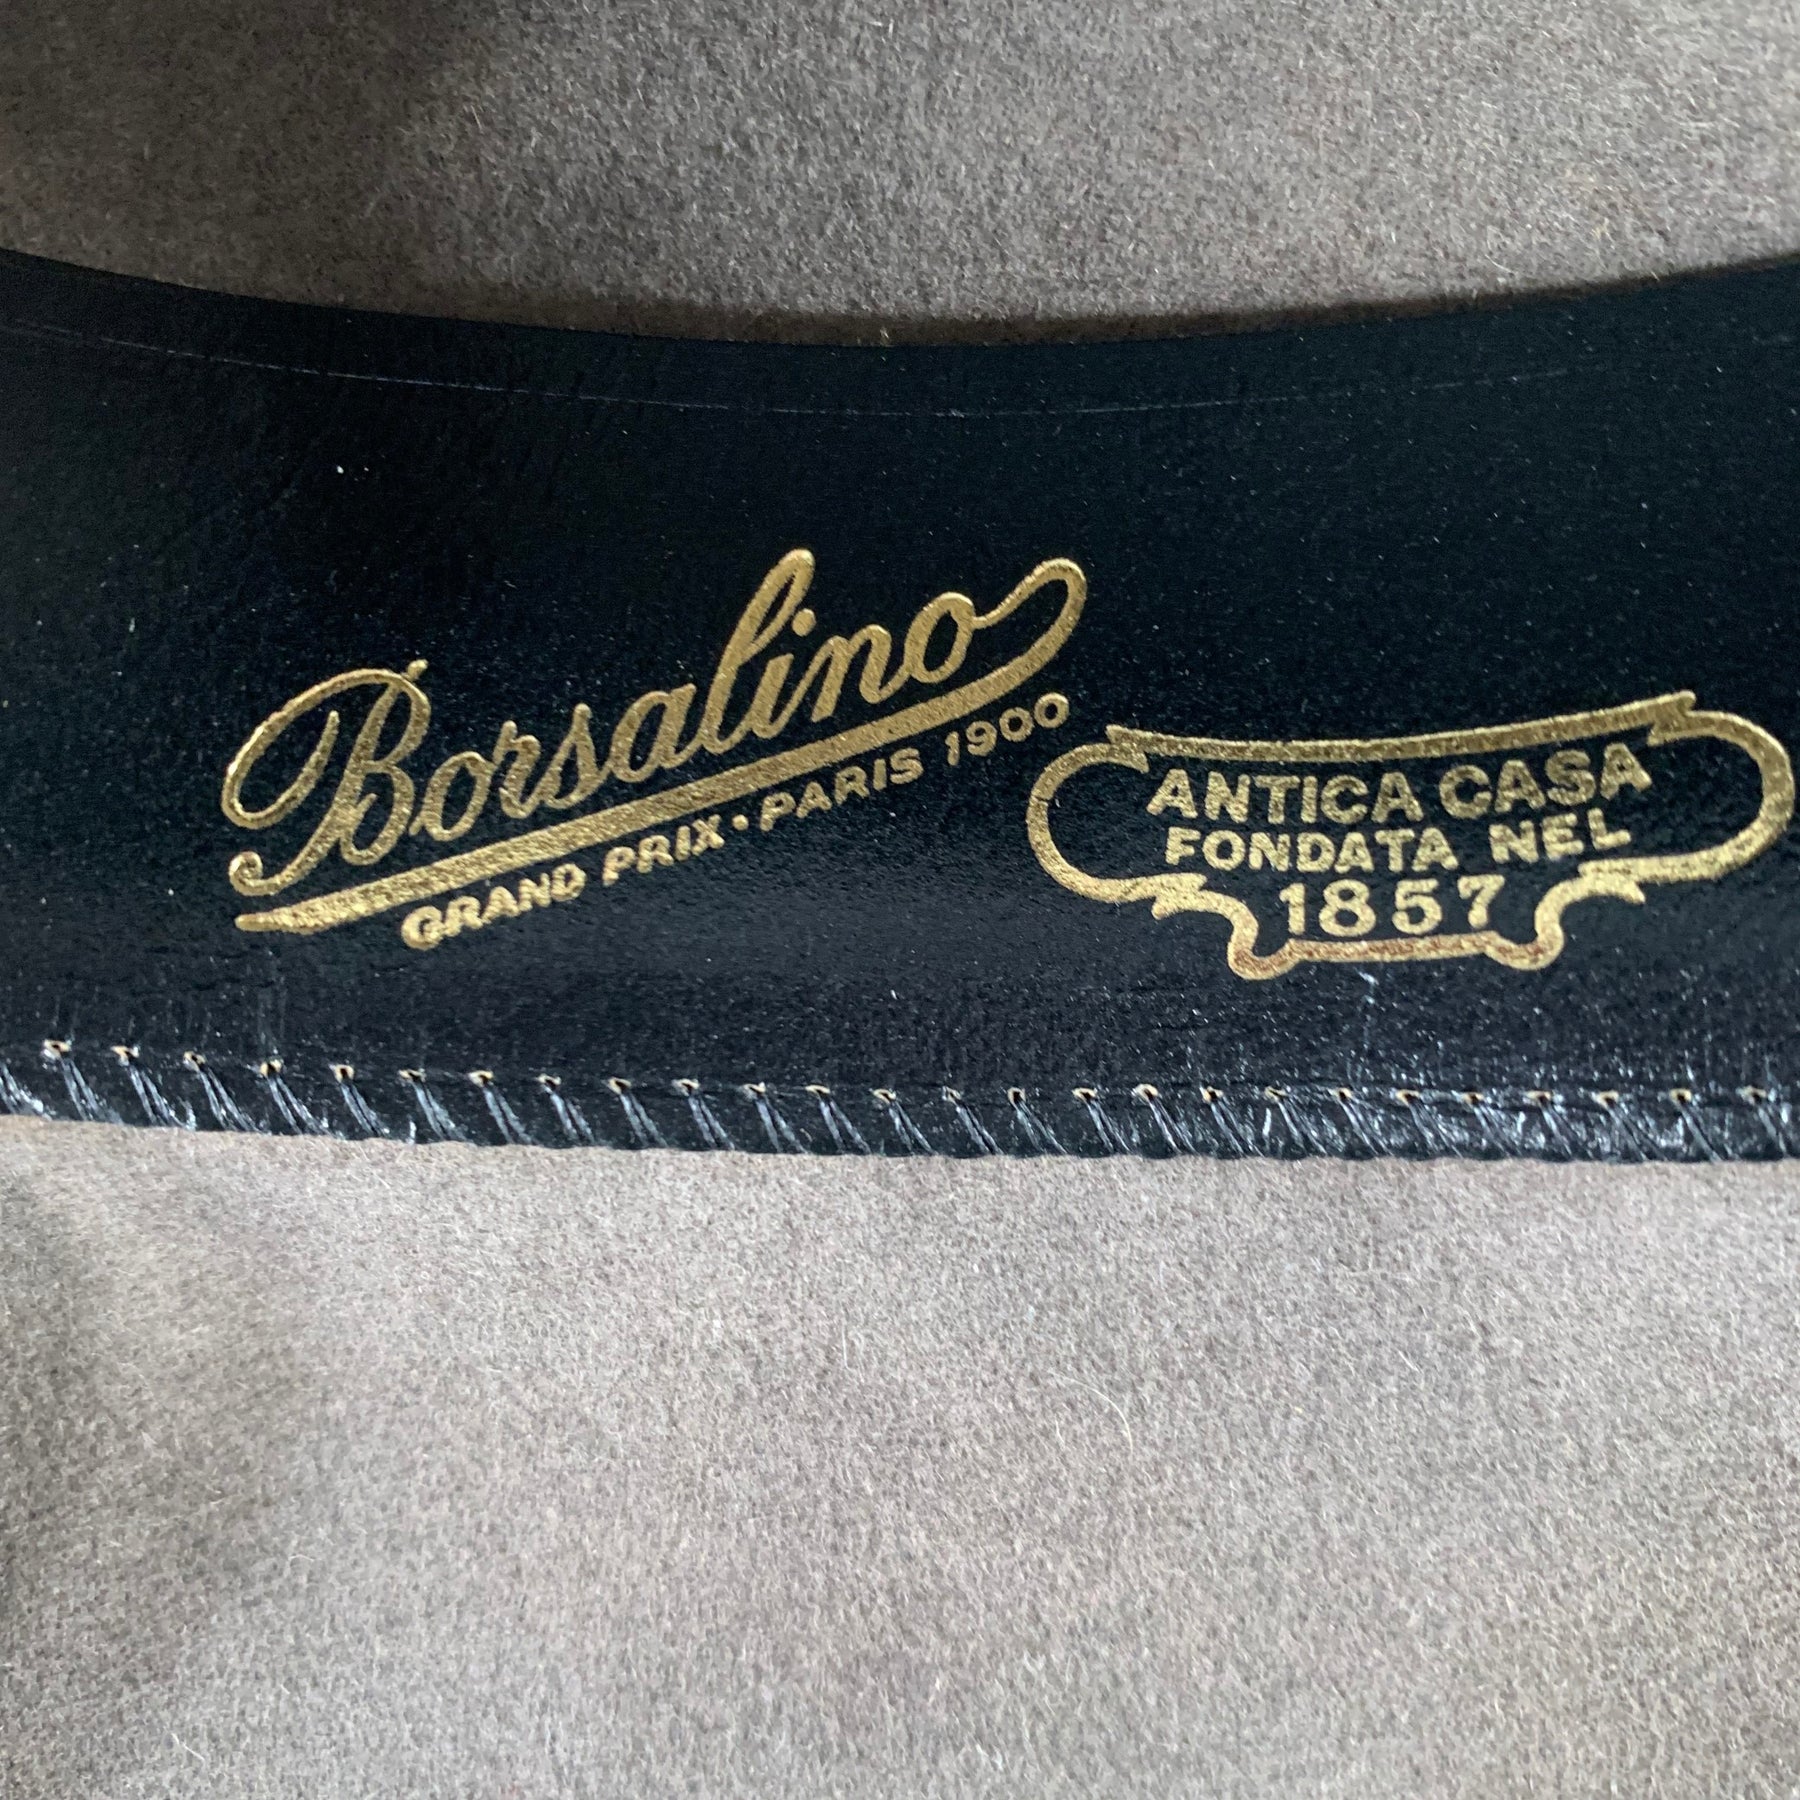 Borsalino
GRAND PRIX · PARIS 1900
ANTICA CASA
FONDATA NEL
1857